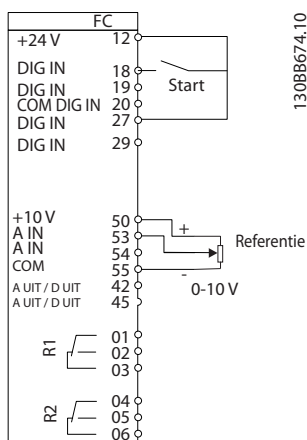 FC
+24 V 12
DIG IN 18
DIG IN 19
COM DIG IN 20
DIG IN 27
DIG IN 29
Start
+10 V 50
A IN 53
A IN 54
COM 55
A UIT / D UIT 42
A UIT / D UIT 45
+
-
Referentie
0-10 V
R1
01
02
03
R2
04
05
06
130BB674.10